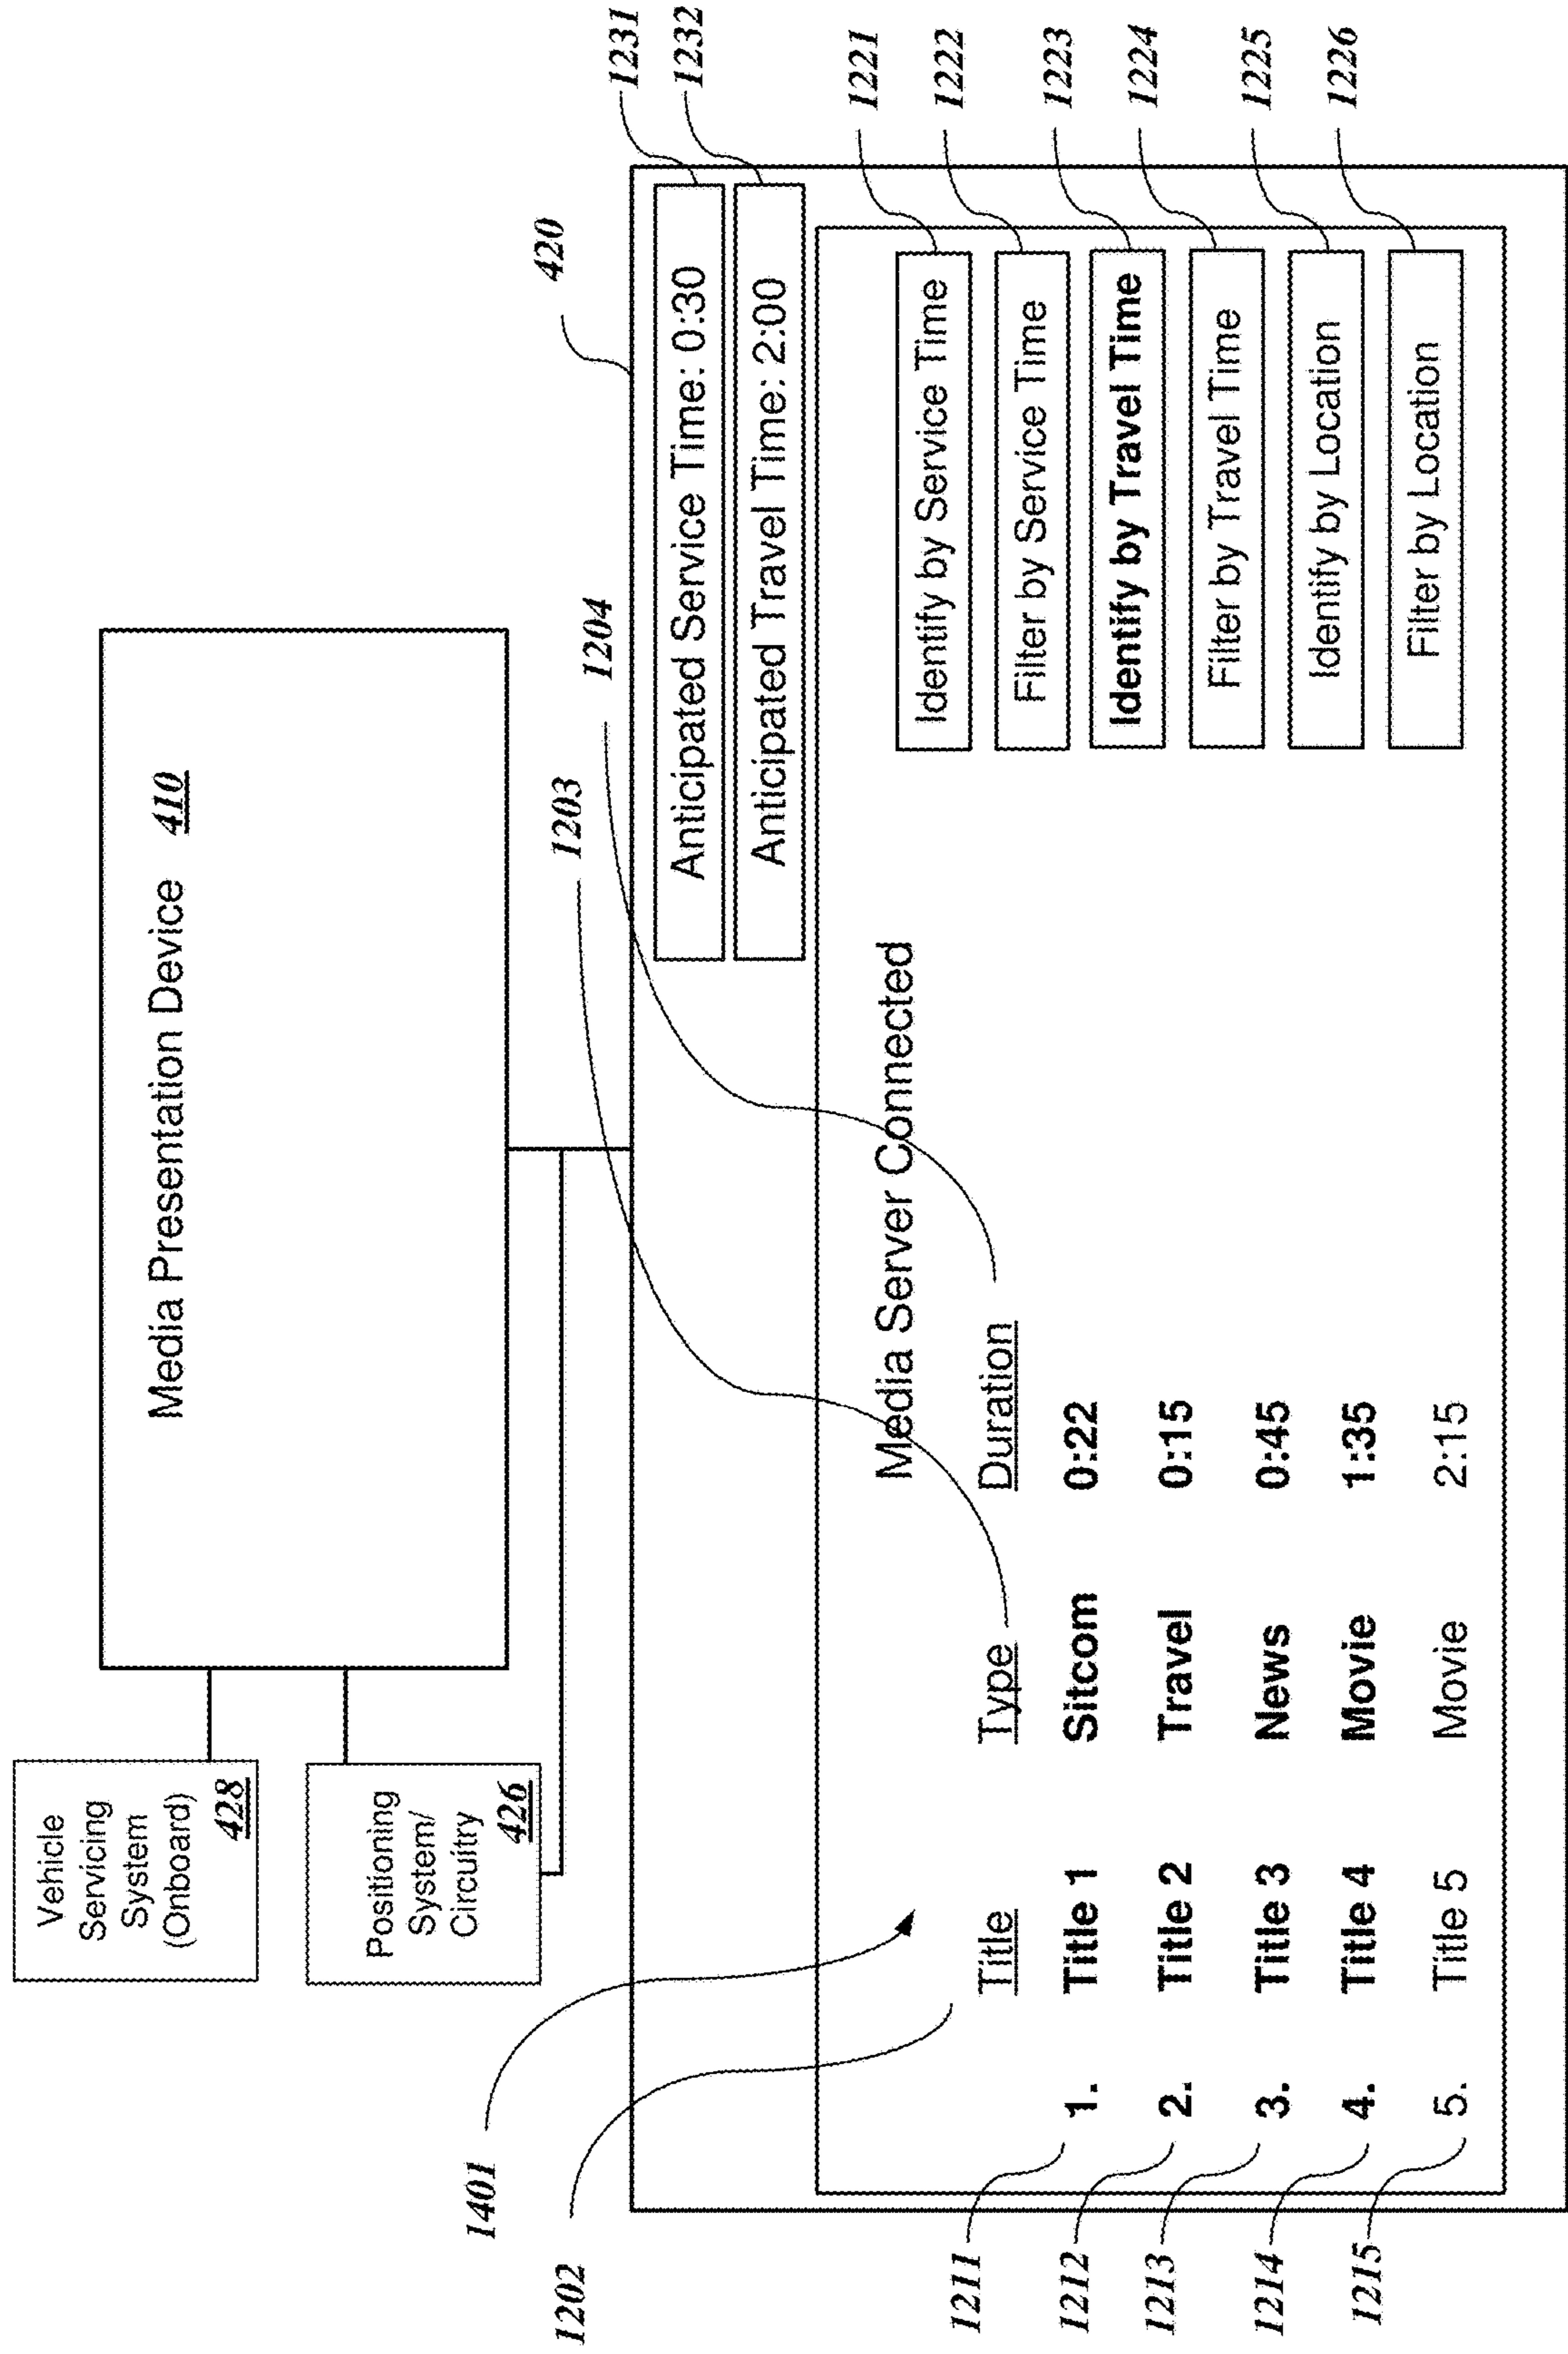 Vehicle
Servicing
System
(Onboard)
428
Positioning
System/
Circuitry
426
Media Presentation Device 410
1401
1202
1203
1204
420
1231
1232
Anticipated Service Time: 0:30
Anticipated Travel Time: 2:00
Media Server Connected
Title Type Duration
1211 1. Title 1 Sitcom 0:22
1212 2. Title 2 Travel 0:15
1213 3. Title 3 News 0:45
1214 4. Title 4 Movie 1:35
1215 5. Title 5 Movie 2:15
Identify by Service Time 1221
Filter by Service Time 1222
Identify by Travel Time 1223
Filter by Travel Time 1224
Identify by Location 1225
Filter by Location 1226